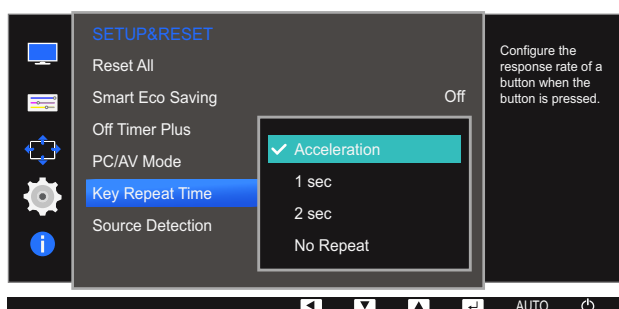 SETUP&RESET
Reset All
Smart Eco Saving Off
Off Timer Plus
PC/AV Mode
Key Repeat Time
Source Detection
Acceleration
1 sec
2 sec
No Repeat
Configure the
response rate of a
button when the
button is pressed.
AUTO